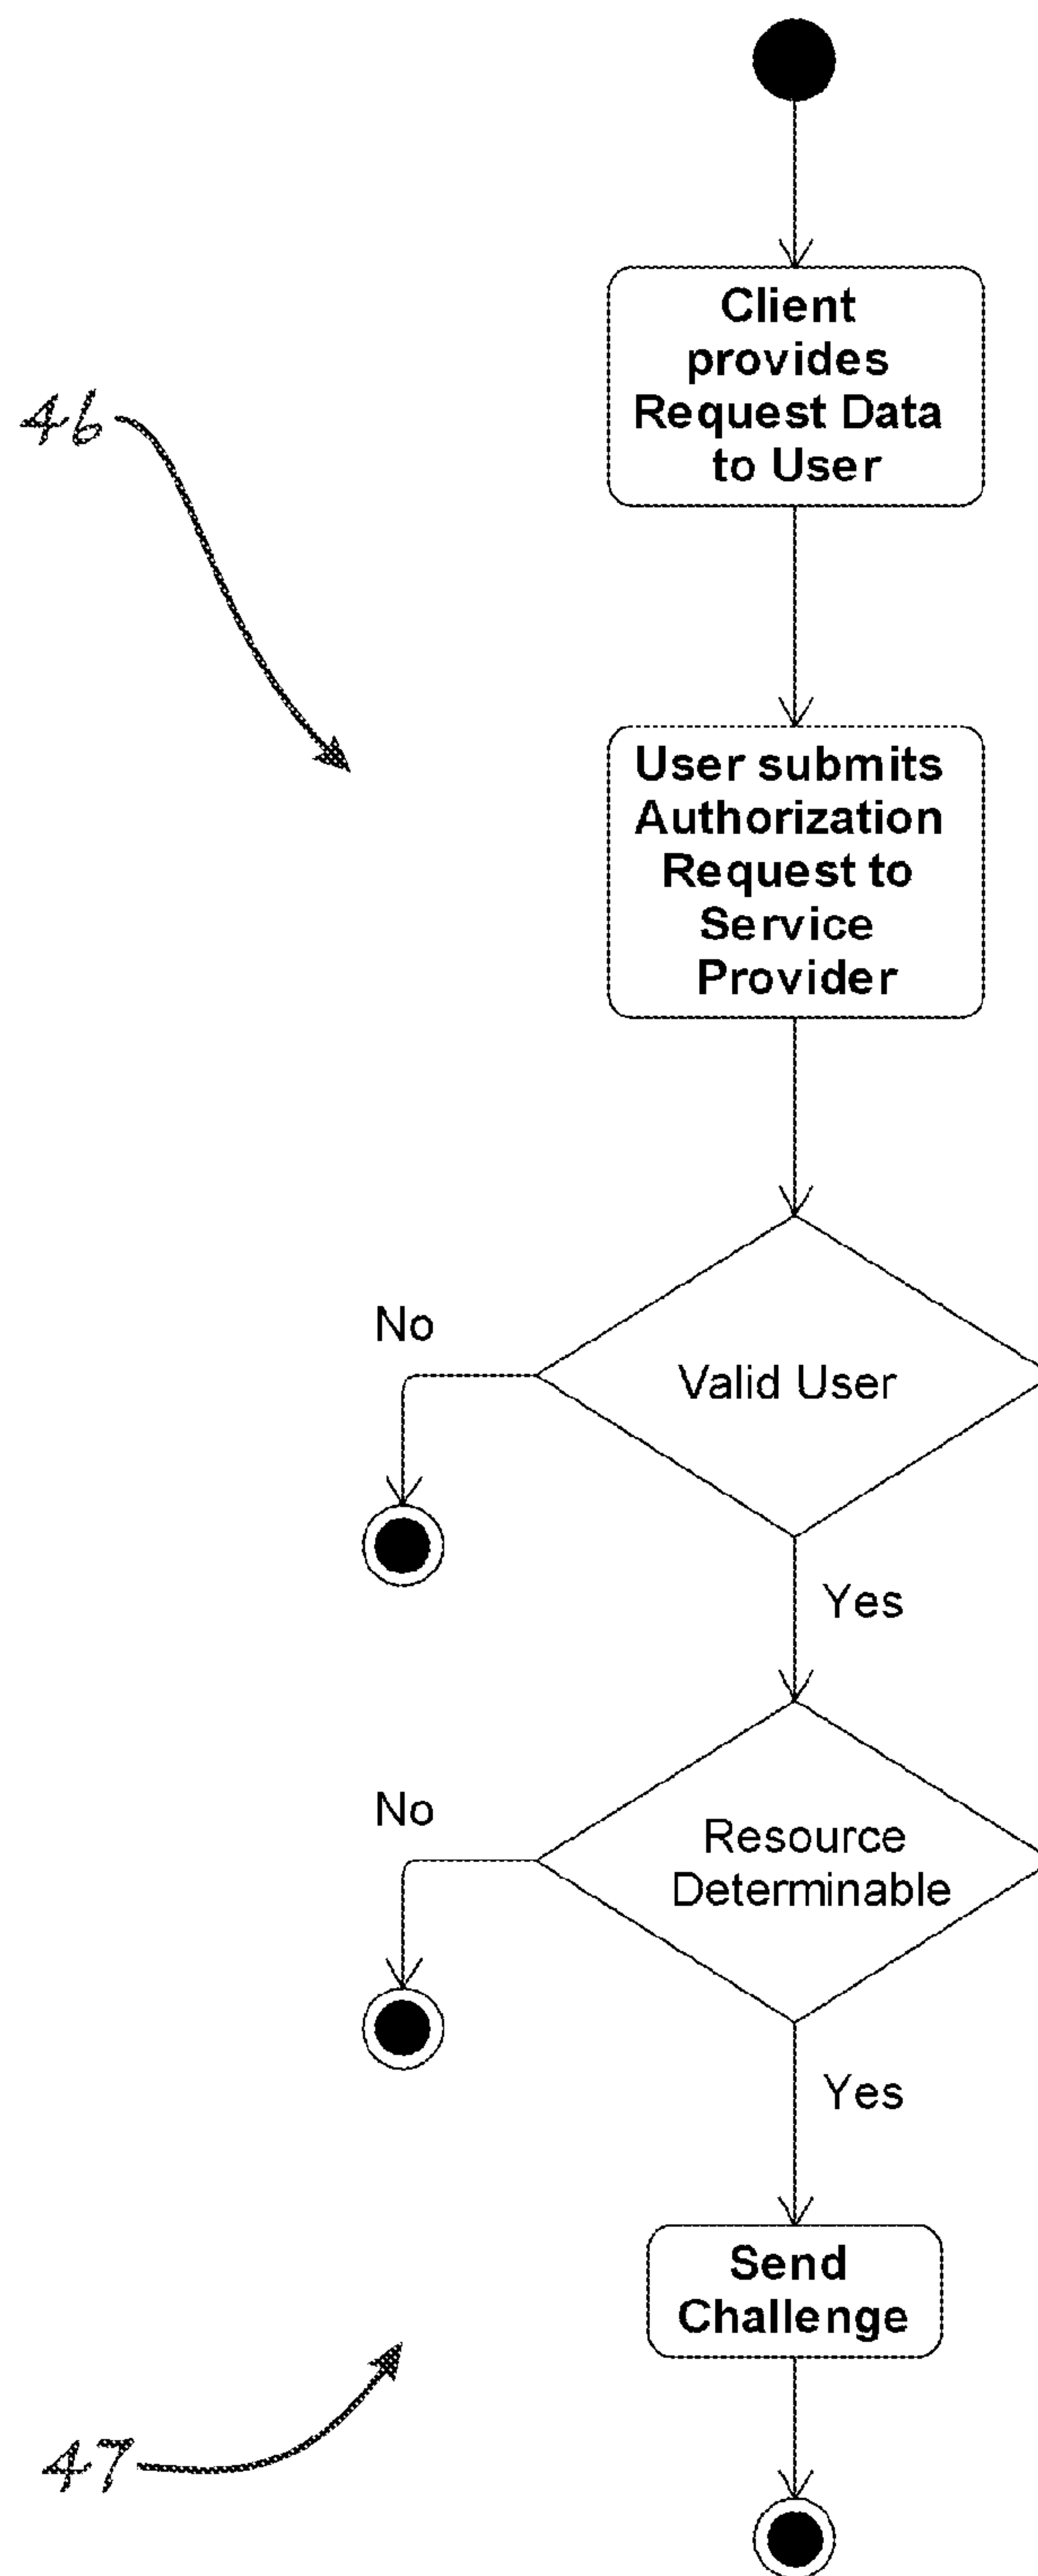 Client
provides
Request Data
to User
46
User submits
Authorization
Request to
Service
Provider
No
Valid User
Yes
No
Resource
Determinable
Yes
Send
Challenge
47